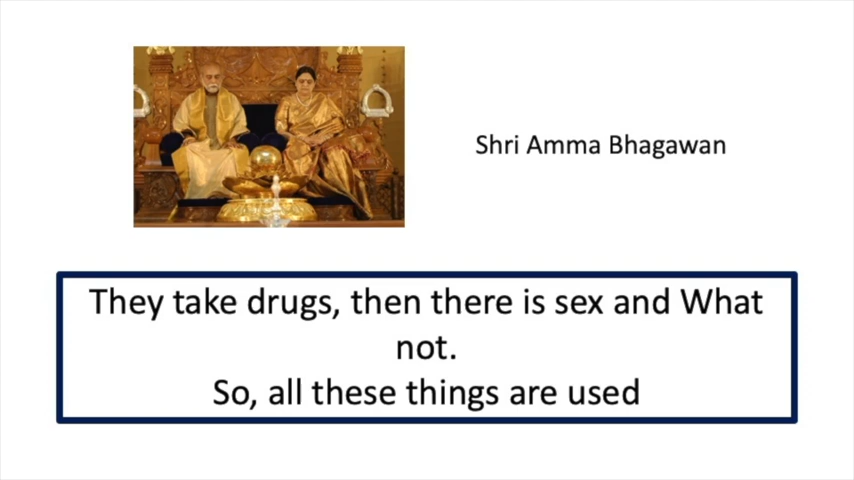 Shri Amma Bhagawan
They take drugs, then there is sex and What
not.
So, all these things are used